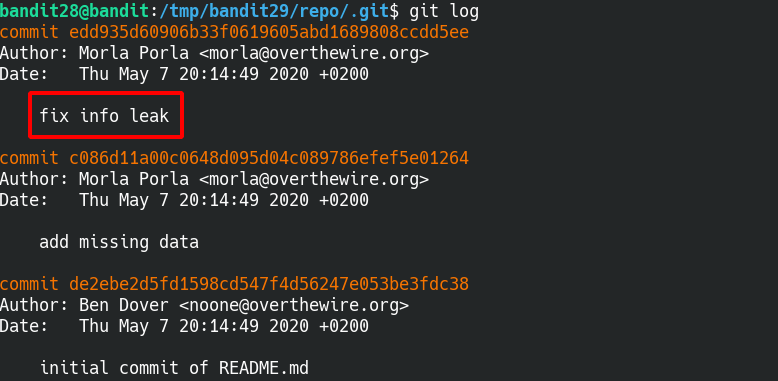 bandit28@bandit:/tmp/bandit29/repo/.git$ git log
commit edd935d60906b33f0619605abd1689808ccdd5ee
Author: Morla Porla <morla@overthewire.org>
Date:   Thu May 7 20:14:49 2020 +0200
fix info leak
commit c086d11a00c0648d095d04c089786efef5e01264
Author: Morla Porla <morla@overthewire.org>
Date:   Thu May 7 20:14:49 2020 +0200
add missing data
commit de2ebe2d5fd1598cd547f4d56247e053be3fdc38
Author: Ben Dover <noone@overthewire.org>
Date:   Thu May 7 20:14:49 2020 +0200
initial commit of README.md